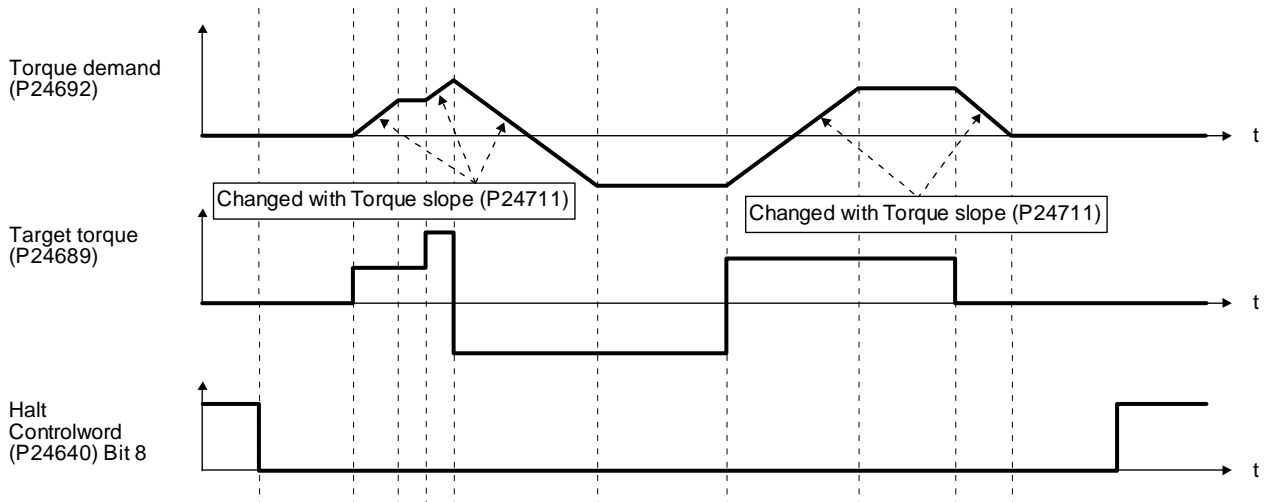 Torque demand
(P24692)
t
Changed with Torque slope (P24711)
Changed with Torque slope (P24711)
Target torque
(P24689)
t
Halt
Controlword
(P24640) Bit 8
t